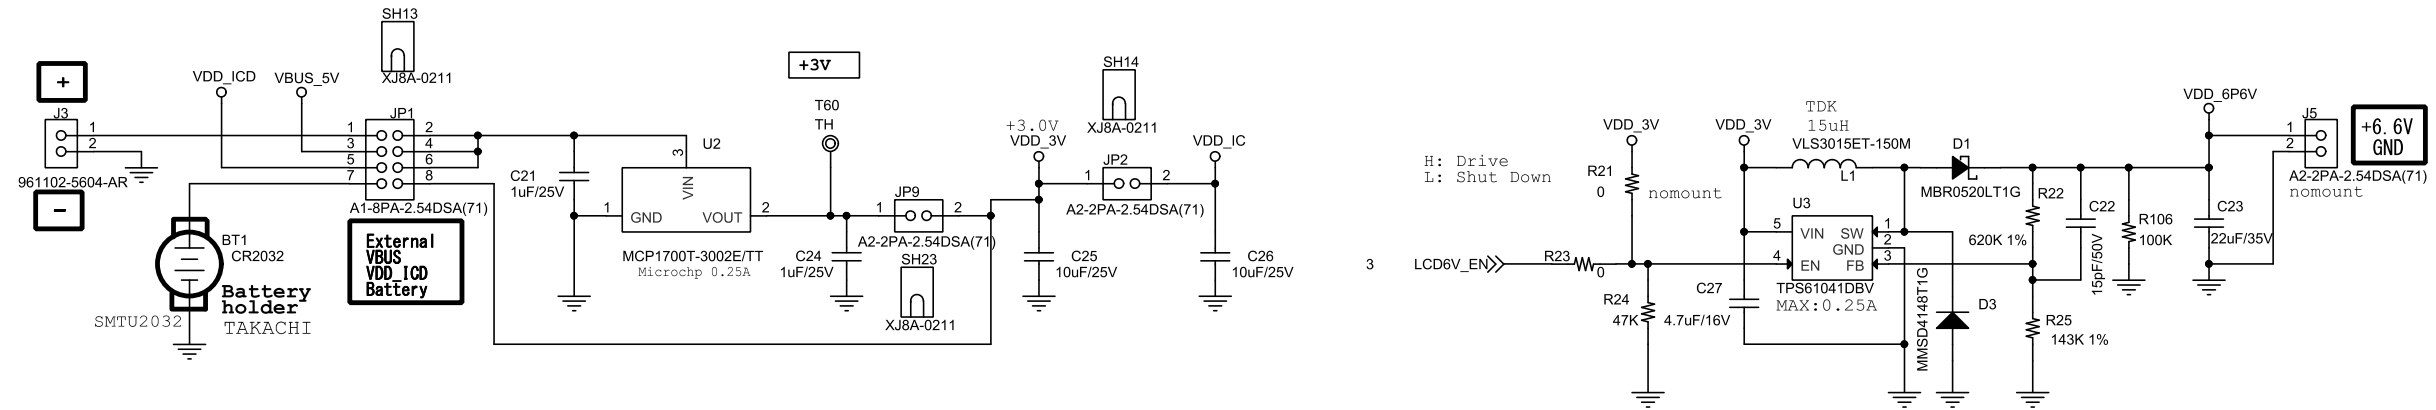 SH13
XJ8A-0211
+
J3
1
2
961102-5604-AR
-
VDD_ICD
VBUS_5V
JP1
1
2
3
4
5
6
7
8
A1-8PA-2.54DSA(71)
External
VBUS
VDD_ICD
Battery
BT1
CR2032
Battery
holder
SMTU2032
TAKACHI
C21
1uF/25V
U2
3
VIN
1
GND
VOUT
2
MCP1700T-3002E/TT
Microchp 0.25A
+3V
T60
TH
C24
1uF/25V
JP9
1
2
A2-2PA-2.54DSA(71)
SH23
XJ8A-0211
+3.0V
VDD_3V
C25
10uF/25V
SH14
XJ8A-0211
JP2
1
2
A2-2PA-2.54DSA(71)
VDD_IC
C26
10uF/25V
H: Drive
L: Shut Down
3
LCD6V_EN
R23
0
VDD_3V
R21
0
nomount
R24
47K
VDD_3V
TDK
15uH
VLS3015ET-150M
L1
U3
5
VIN
SW
1
GND
2
4
EN
FB
3
TPS61041DBV
MAX:0.25A
C27
4.7uF/16V
D1
MBR0520LT1G
MMSD4148T1G
D3
R22
620K 1%
R25
143K 1%
C22
15pF/50V
R106
100K
VDD_6P6V
C23
22uF/35V
J5
1
2
A2-2PA-2.54DSA(71)
nomount
+6.6V
GND